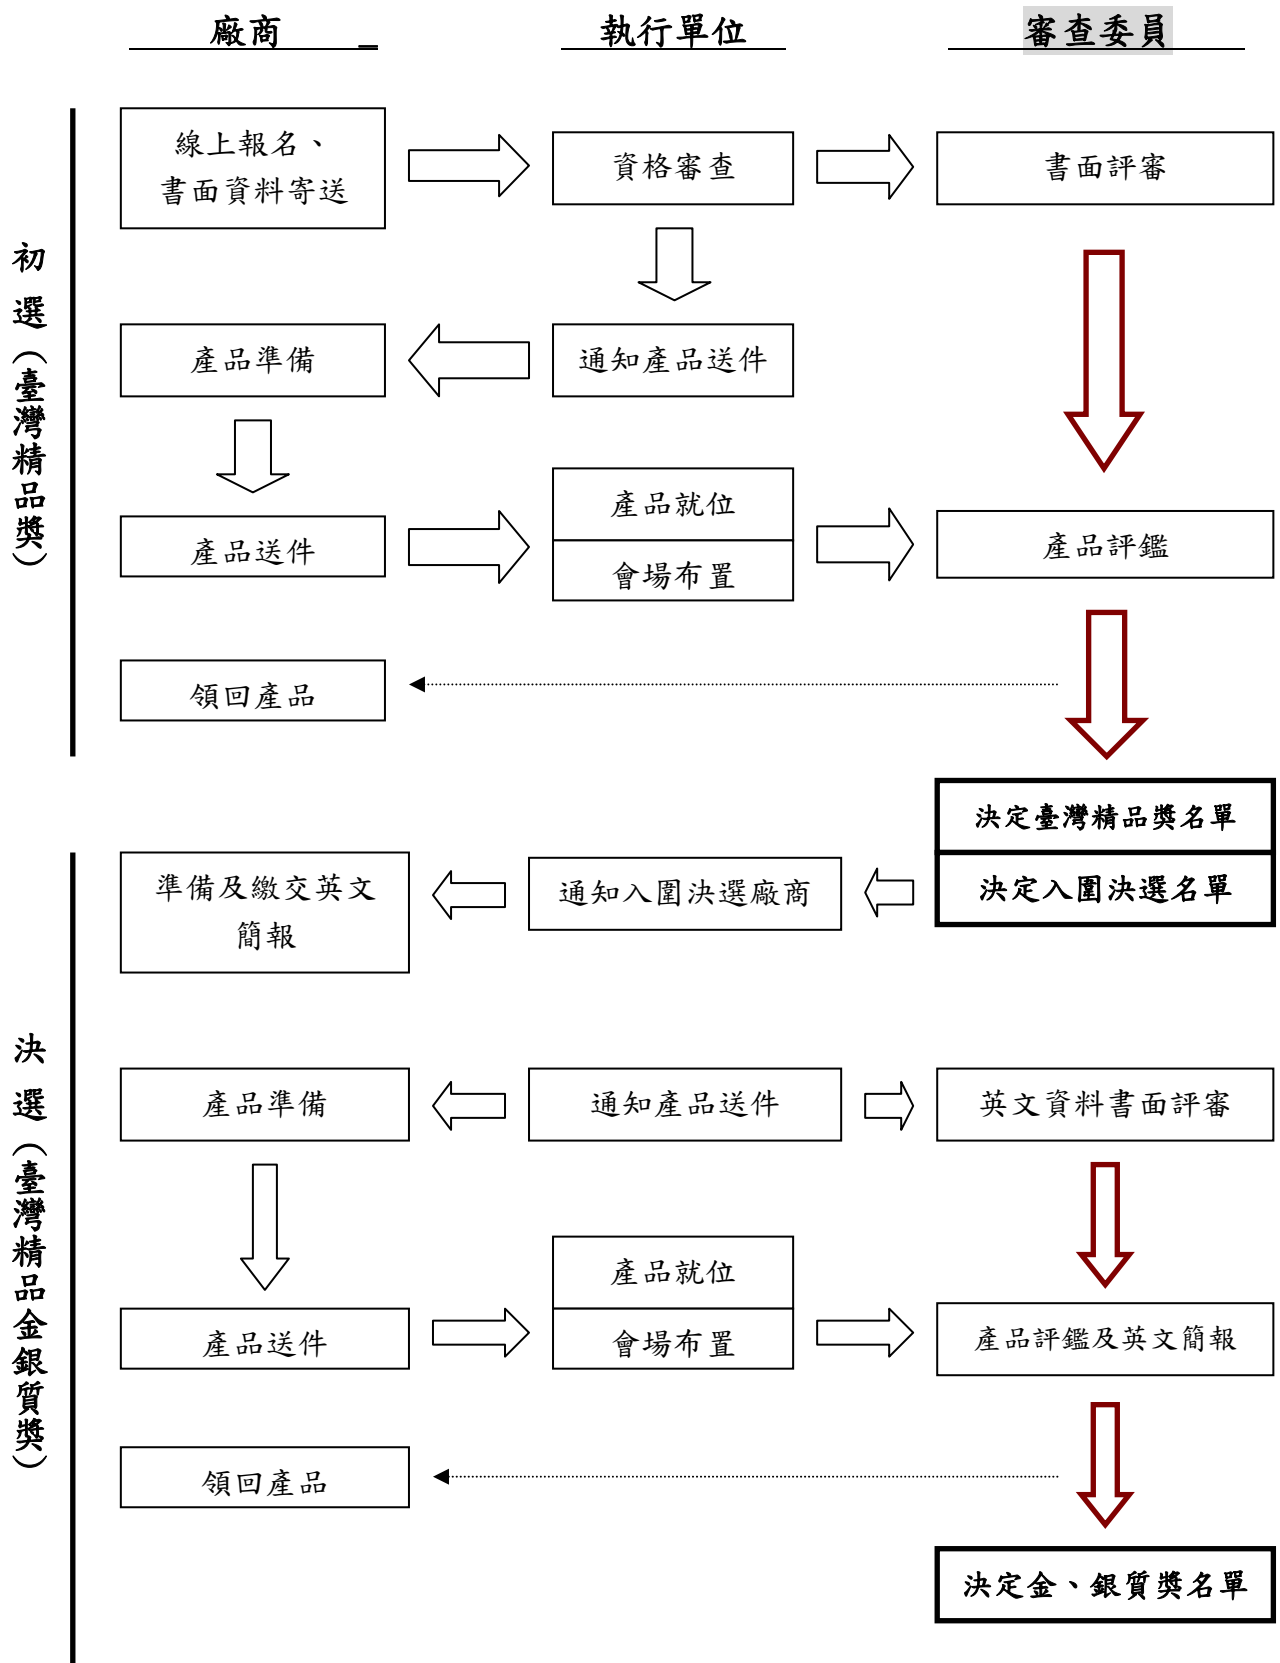 廠商 _
執行單位
審查委員
初選（臺灣精品獎）
線上報名、
書面資料寄送
資格審查
書面評審
產品準備
通知產品送件
產品送件
產品就位
會場布置
產品評鑑
領回產品
決定臺灣精品獎名單
決定入圍決選名單
決選（臺灣精品金銀質獎）
準備及繳交英文
簡報
通知入圍決選廠商
產品準備
通知產品送件
英文資料書面評審
產品送件
產品就位
會場布置
產品評鑑及英文簡報
領回產品
決定金、銀質獎名單